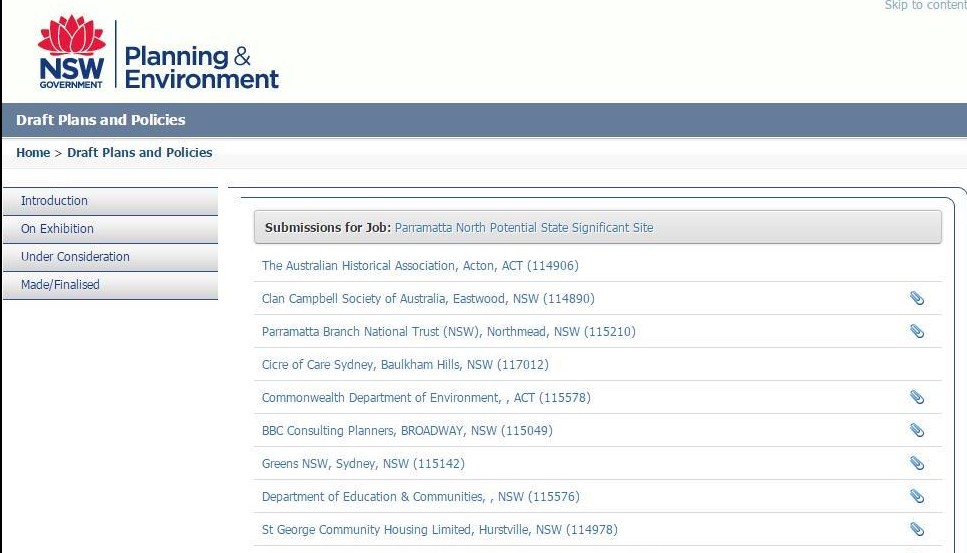 Skip to content
NSW
GOVERNMENT
Planning &
Environment
Draft Plans and Policies
Home > Draft Plans and Policies
Introduction
On Exhibition
Under Consideration
Made/Finalised
Submissions for Job: Parramatta North Potential State Significant Site
The Australian Historical Association, Acton, ACT (114906)
Clan Campbell Society of Australia, Eastwood, NSW (114890)
Parramatta Branch National Trust (NSW), Northmead, NSW (115210)
Cicre of Care Sydney, Baulkham Hills, NSW (117012)
Commonwealth Department of Environment, , ACT (115578)
BBC Consulting Planners, BROADWAY, NSW (115049)
Greens NSW, Sydney, NSW (115142)
Department of Education & Communities, , NSW (115576)
St George Community Housing Limited, Hurstville, NSW (114978)